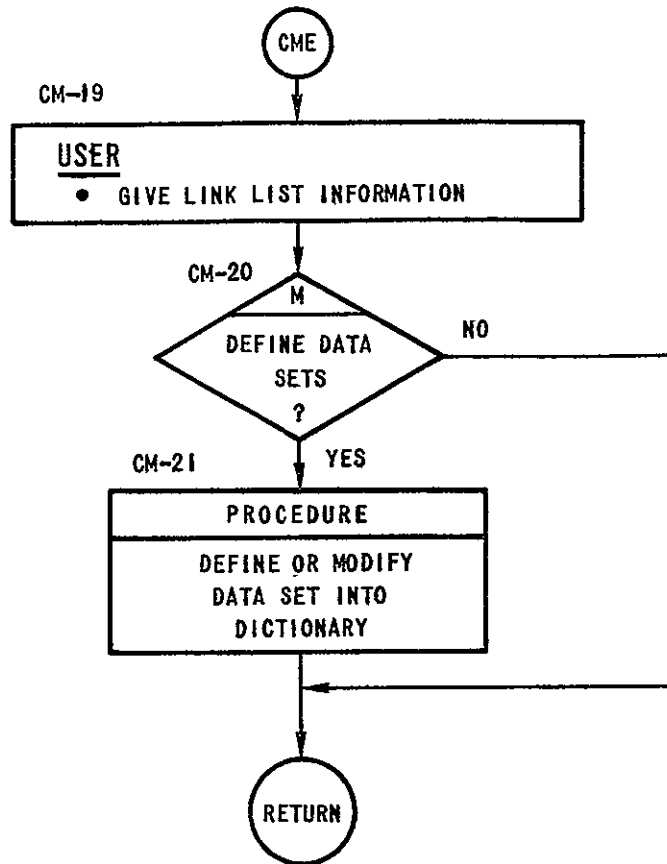 CME
CM-19
USER
• GIVE LINK LIST INFORMATION
CM-20
M
DEFINE DATA
SETS
?
NO
YES
CM-21
PROCEDURE
DEFINE OR MODIFY
DATA SET INTO
DICTIONARY
RETURN